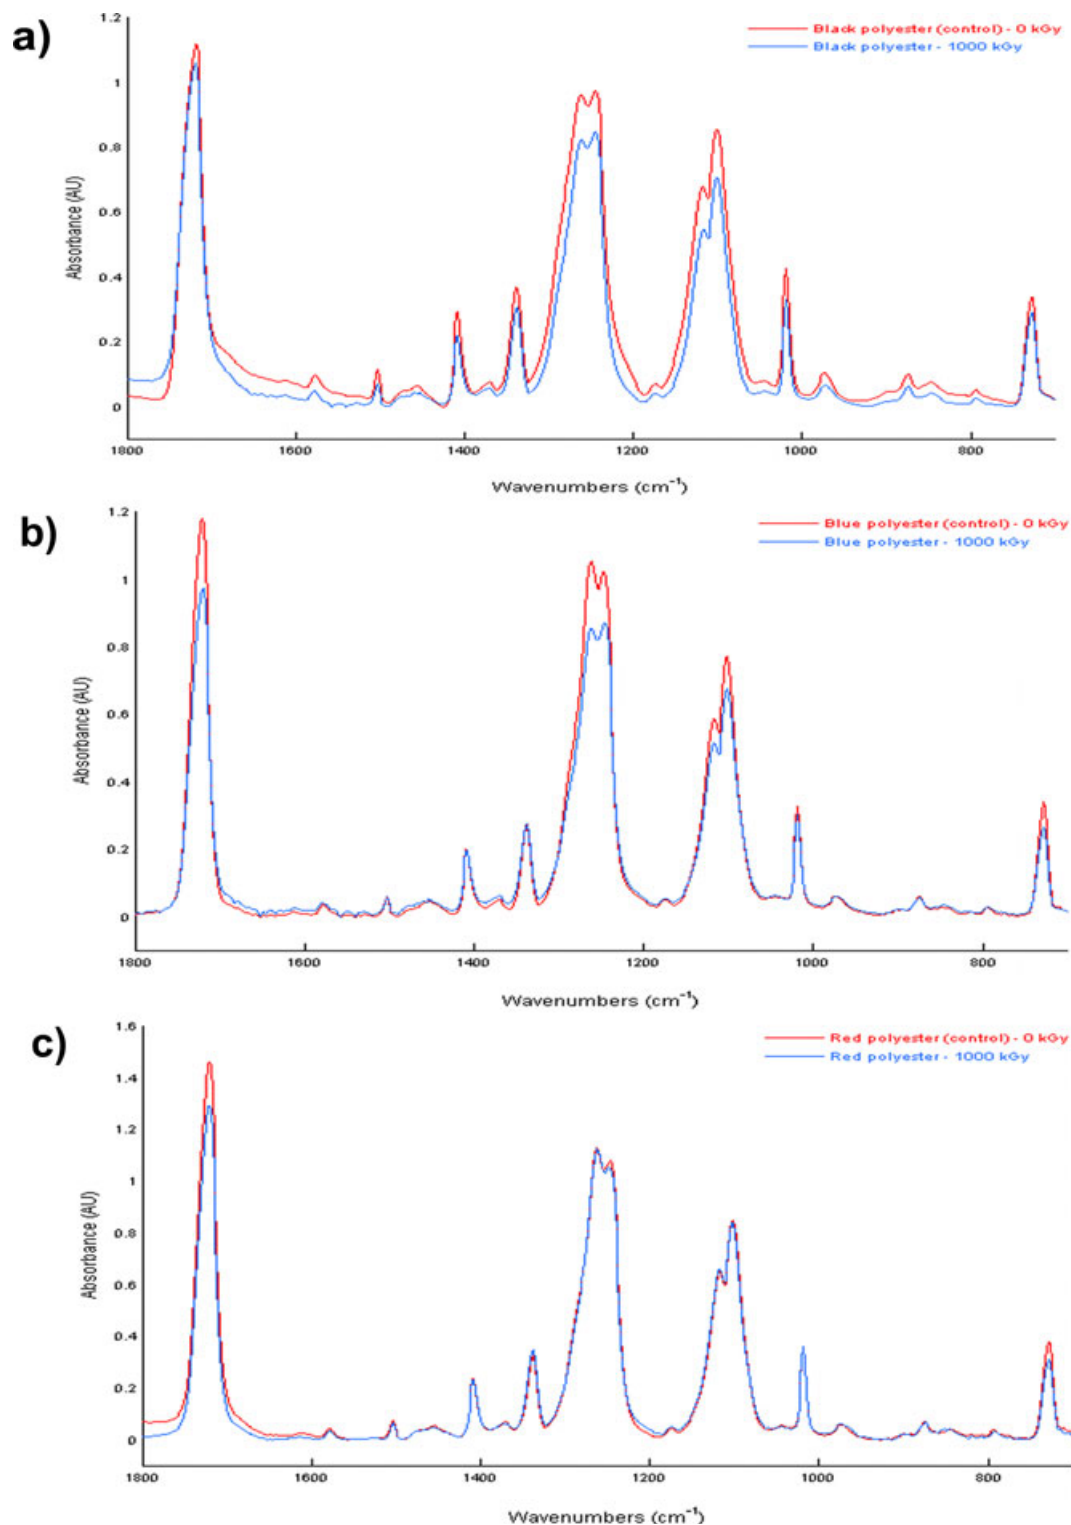 a)
1.2
Black polyester (control) - 0 kGy
Black polyester - 1000 kGy
1
0.8
0.6
0.4
0.2
0
Absorbance (AU)
1800 1600 1400 1200 1000 800
Wavenumbers (cm⁻¹)
b)
1.2
Blue polyester (control) - 0 kGy
Blue polyester - 1000 kGy
1
0.8
0.6
0.4
0.2
0
Absorbance (AU)
1800 1600 1400 1200 1000 800
Wavenumbers (cm⁻¹)
c)
1.6
Red polyester (control) - 0 kGy
Red polyester - 1000 kGy
1.4
1.2
1
0.8
0.6
0.4
0.2
0
Absorbance (AU)
1800 1600 1400 1200 1000 800
Wavenumbers (cm⁻¹)